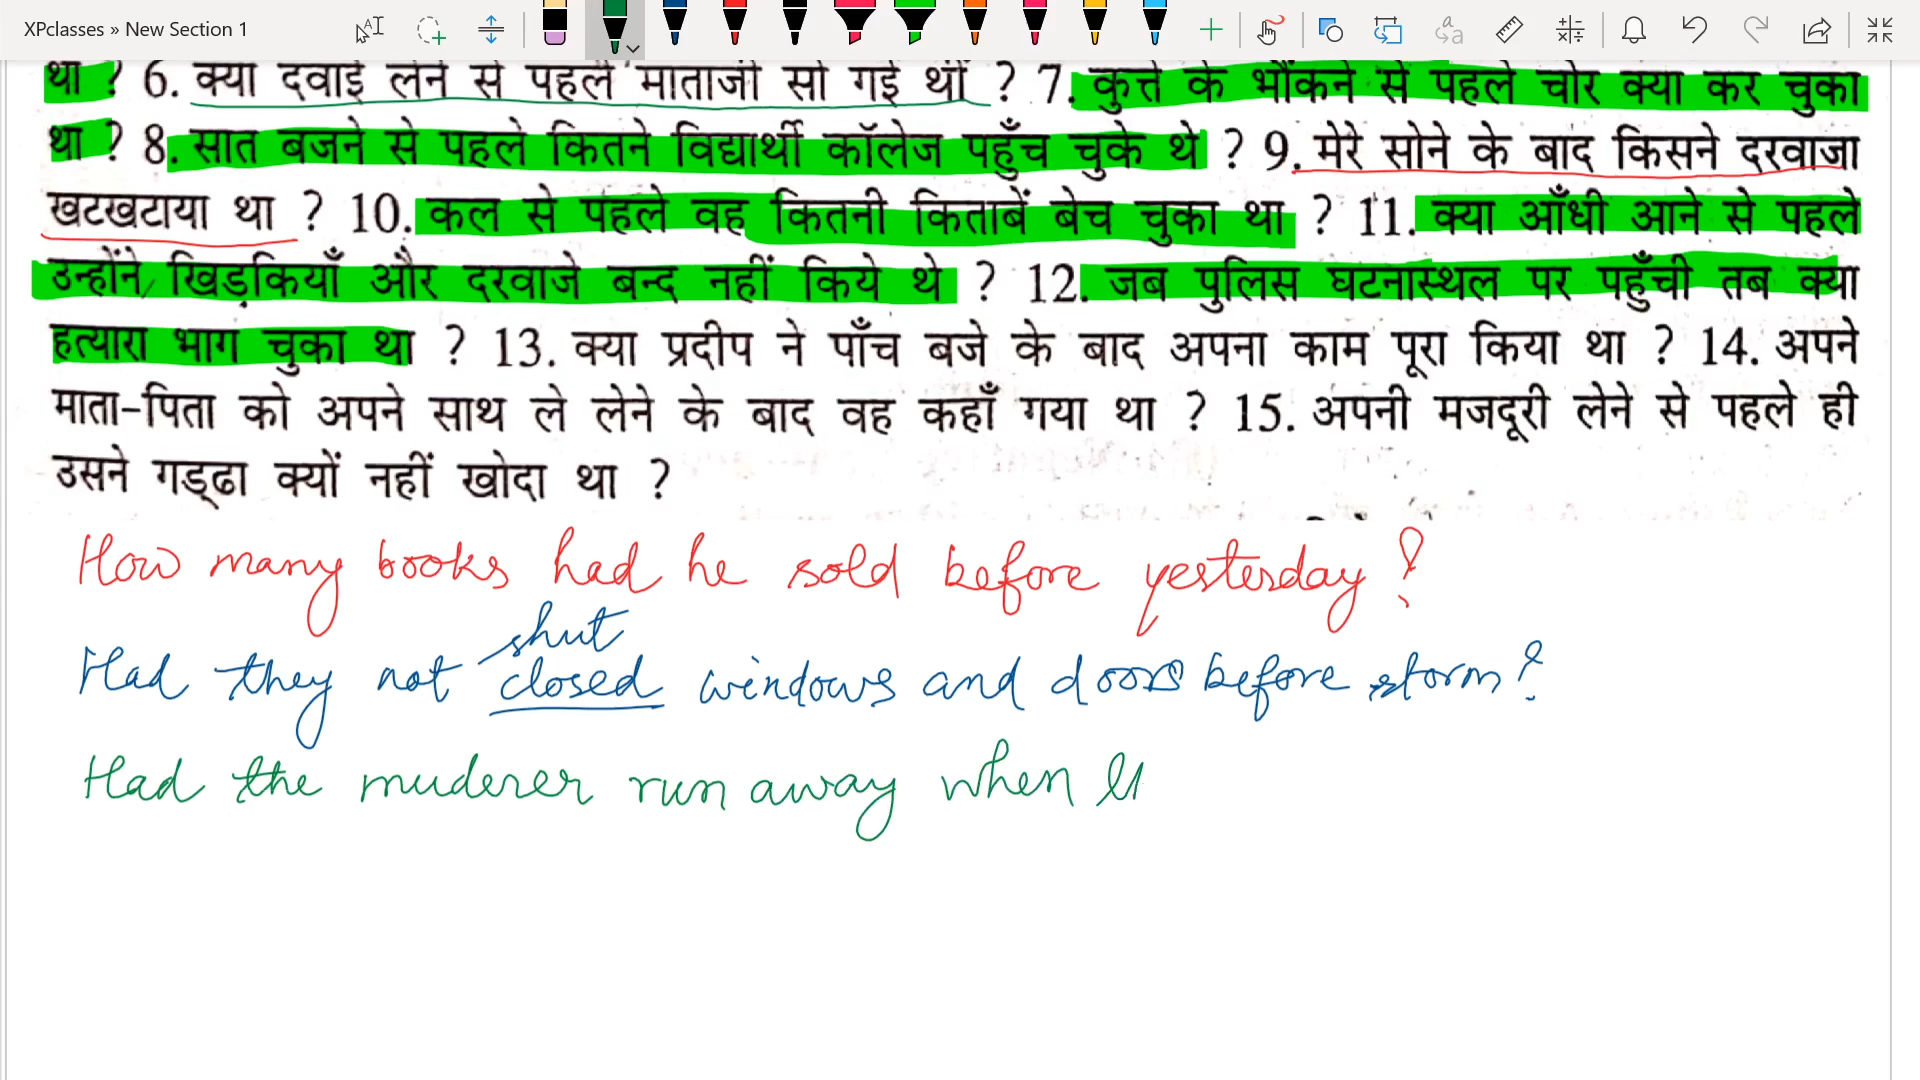 XPclasses » New Section 1
था ? 6. क्या दवाई लेने से पहले माताजी सो गई थीं ? 7. कुत्ते के भौंकने से पहले चोर क्या कर चुका
था ? 8. सात बजने से पहले कितने विद्यार्थी कॉलेज पहुँच चुके थे ? 9. मेरे सोने के बाद किसने दरवाजा
खटखटाया था ? 10. कल से पहले वह कितनी किताबें बेच चुका था ? 11. क्या आँधी आने से पहले
उन्होंने खिड़कियाँ और दरवाजे बन्द नहीं किये थे ? 12. जब पुलिस घटनास्थल पर पहुँची तब क्या
हत्यारा भाग चुका था ? 13. क्या प्रदीप ने पाँच बजे के बाद अपना काम पूरा किया था ? 14. अपने
माता-पिता को अपने साथ ले लेने के बाद वह कहाँ गया था ? 15. अपनी मजदूरी लेने से पहले ही
उसने गड्ढा क्यों नहीं खोदा था ?
How many books had he sold before yesterday?
shut
Had they not closed windows and doors before storm?
Had the muderer run away when